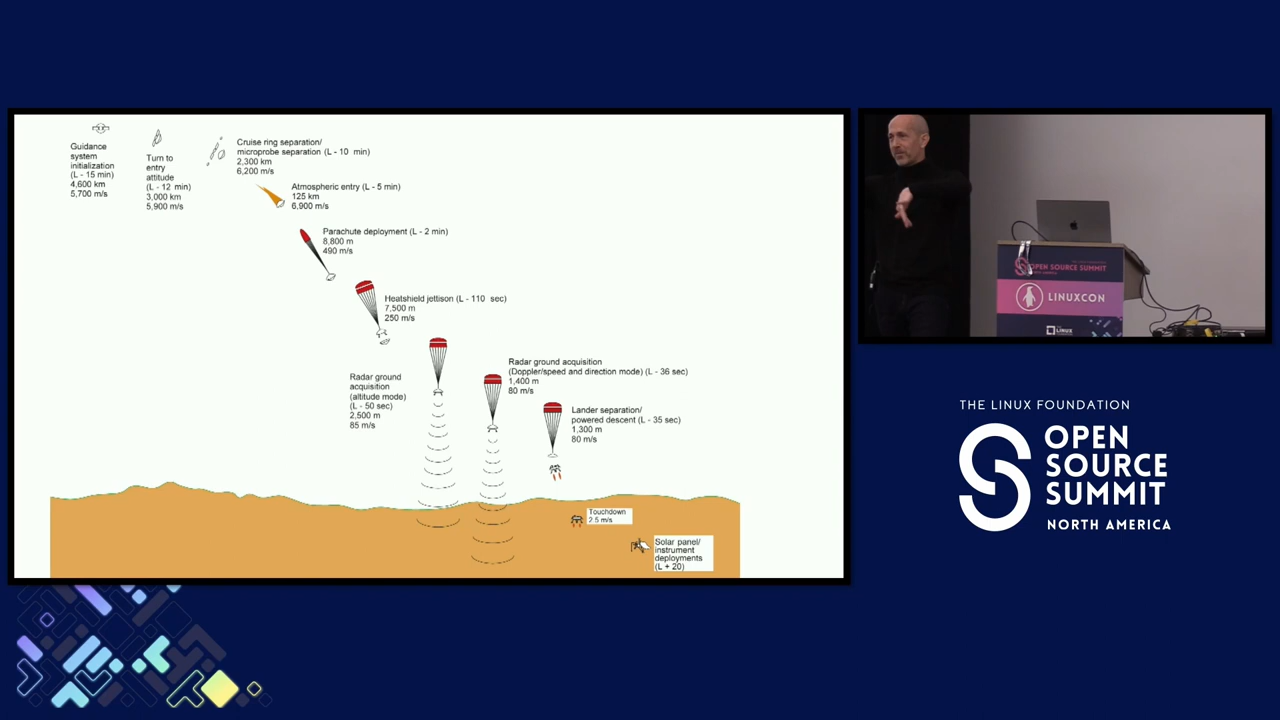 Guidance
system
initialization
(L - 15 min)
4,600 km
5,700 m/s
Turn to
entry
attitude
(L - 12 min)
3,000 km
5,900 m/s
Cruise ring separation/
microprobe separation (L - 10 min)
2,300 km
6,200 m/s
Atmospheric entry (L - 5 min)
125 km
6,900 m/s
Parachute deployment (L - 2 min)
8,800 m
490 m/s
Heatshield jettison (L - 110 sec)
7,500 m
250 m/s
Radar ground
acquisition
(altitude mode)
(L - 50 sec)
2,500 m
85 m/s
Radar ground acquisition
(Doppler/speed and direction mode) (L - 36 sec)
1,400 m
80 m/s
Lander separation/
powered descent (L - 35 sec)
1,300 m
80 m/s
Touchdown
2.5 m/s
Solar panel/
instrument
deployments
(L + 20)
OPEN SOURCE SUMMIT
LINUXCON
LINUX
THE LINUX FOUNDATION
OPEN
SOURCE
SUMMIT
NORTH AMERICA